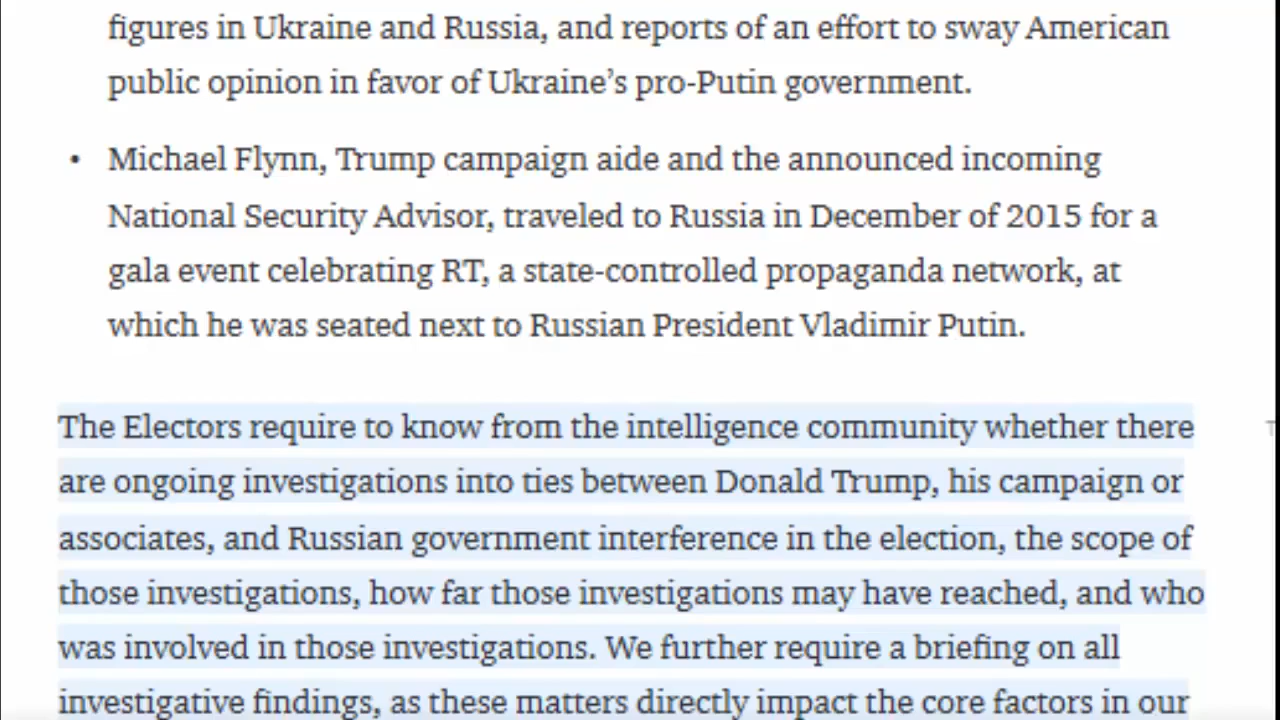 figures in Ukraine and Russia, and reports of an effort to sway American
public opinion in favor of Ukraine’s pro-Putin government.
• Michael Flynn, Trump campaign aide and the announced incoming
National Security Advisor, traveled to Russia in December of 2015 for a
gala event celebrating RT, a state-controlled propaganda network, at
which he was seated next to Russian President Vladimir Putin.
The Electors require to know from the intelligence community whether there
are ongoing investigations into ties between Donald Trump, his campaign or
associates, and Russian government interference in the election, the scope of
those investigations, how far those investigations may have reached, and who
was involved in those investigations. We further require a briefing on all
investigative findings, as these matters directly impact the core factors in our